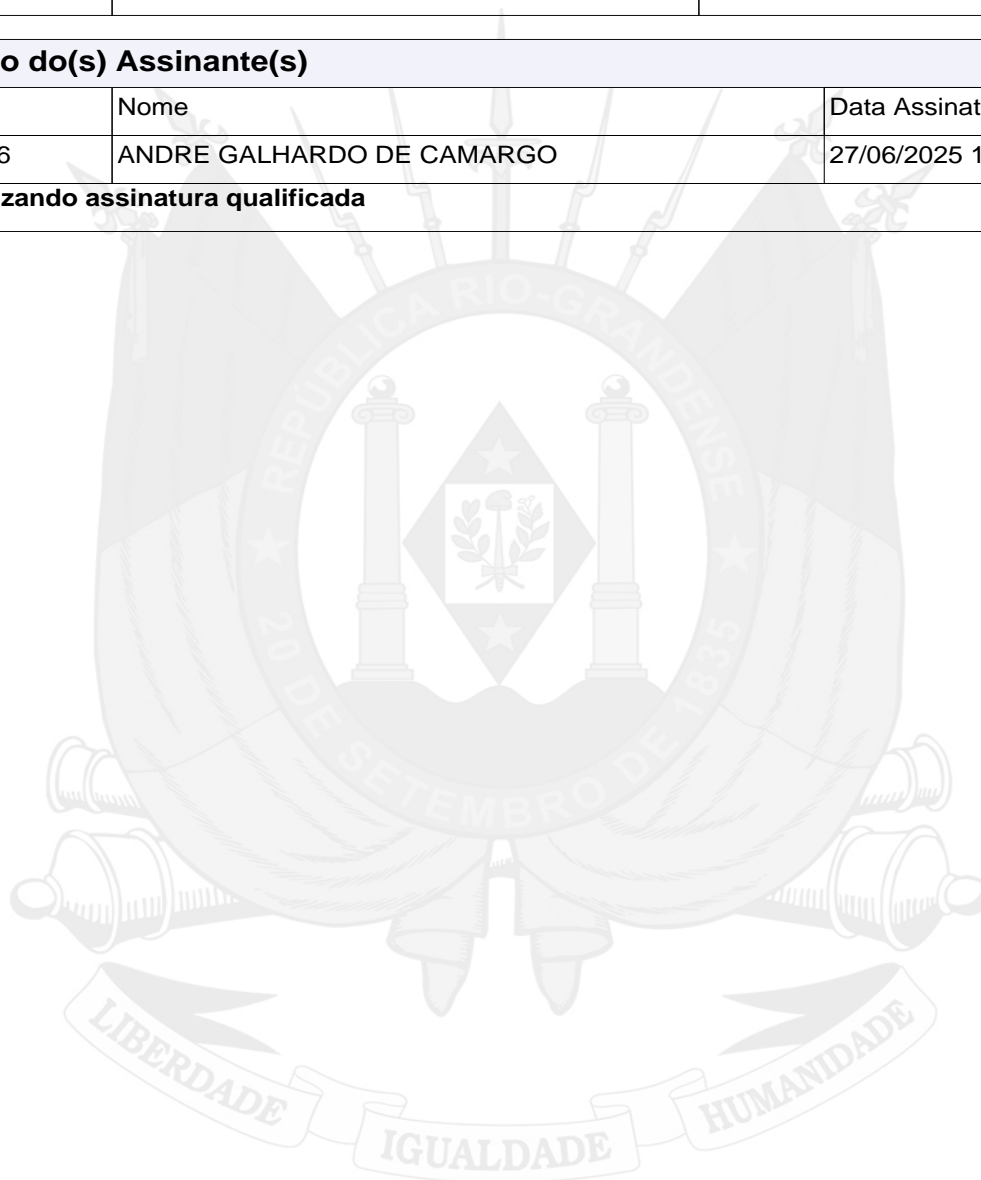 o do(s) Assinante(s)
Nome
Data Assinat
6
ANDRE GALHARDO DE CAMARGO
27/06/2025 1
zando assinatura qualificada
REPÚBLICA RIO-GRANDENSE
20 DE SETEMBRO DE 1835
LIBERDADE
IGUALDADE
HUMANIDADE